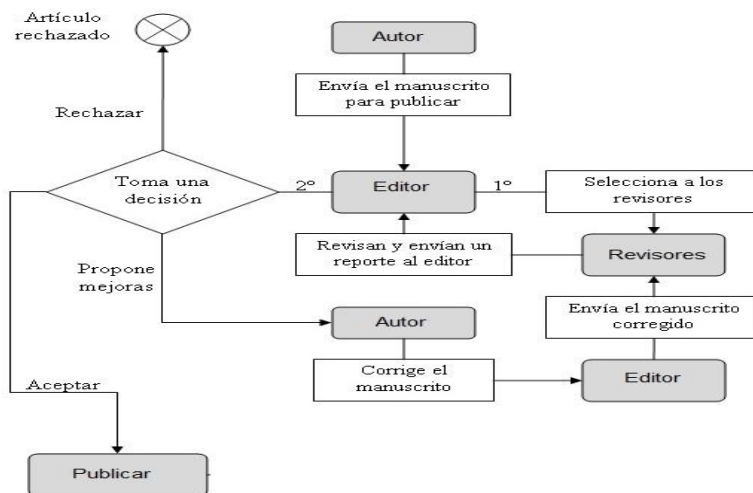 Artículo
rechazado
Autor
Envía el manuscrito
para publicar
Rechazar
Toma una
decisión
2º
Editor
1º
Selecciona a los
revisores
Revisan y envían un
reporte al editor
Revisores
Propone
mejoras
Autor
Envía el manuscrito
corregido
Corrige el
manuscrito
Editor
Aceptar
Publicar